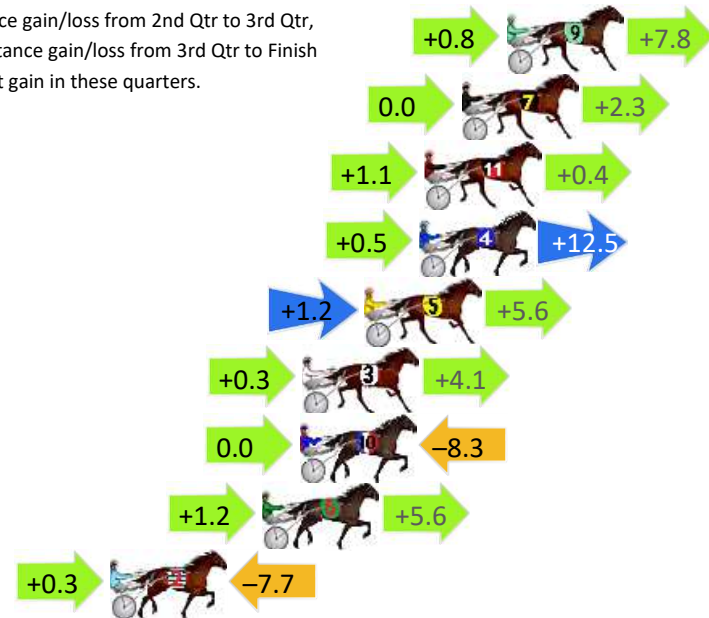 ce gain/loss from 2nd Qtr to 3rd Qtr,
tance gain/loss from 3rd Qtr to Finish
t gain in these quarters.
+0.8 9 +7.8
0.0 7 +2.3
+1.1 11 +0.4
+0.5 4 +12.5
+1.2 5 +5.6
+0.3 3 +4.1
0.0 10 –8.3
+1.2 6 +5.6
+0.3 2 –7.7